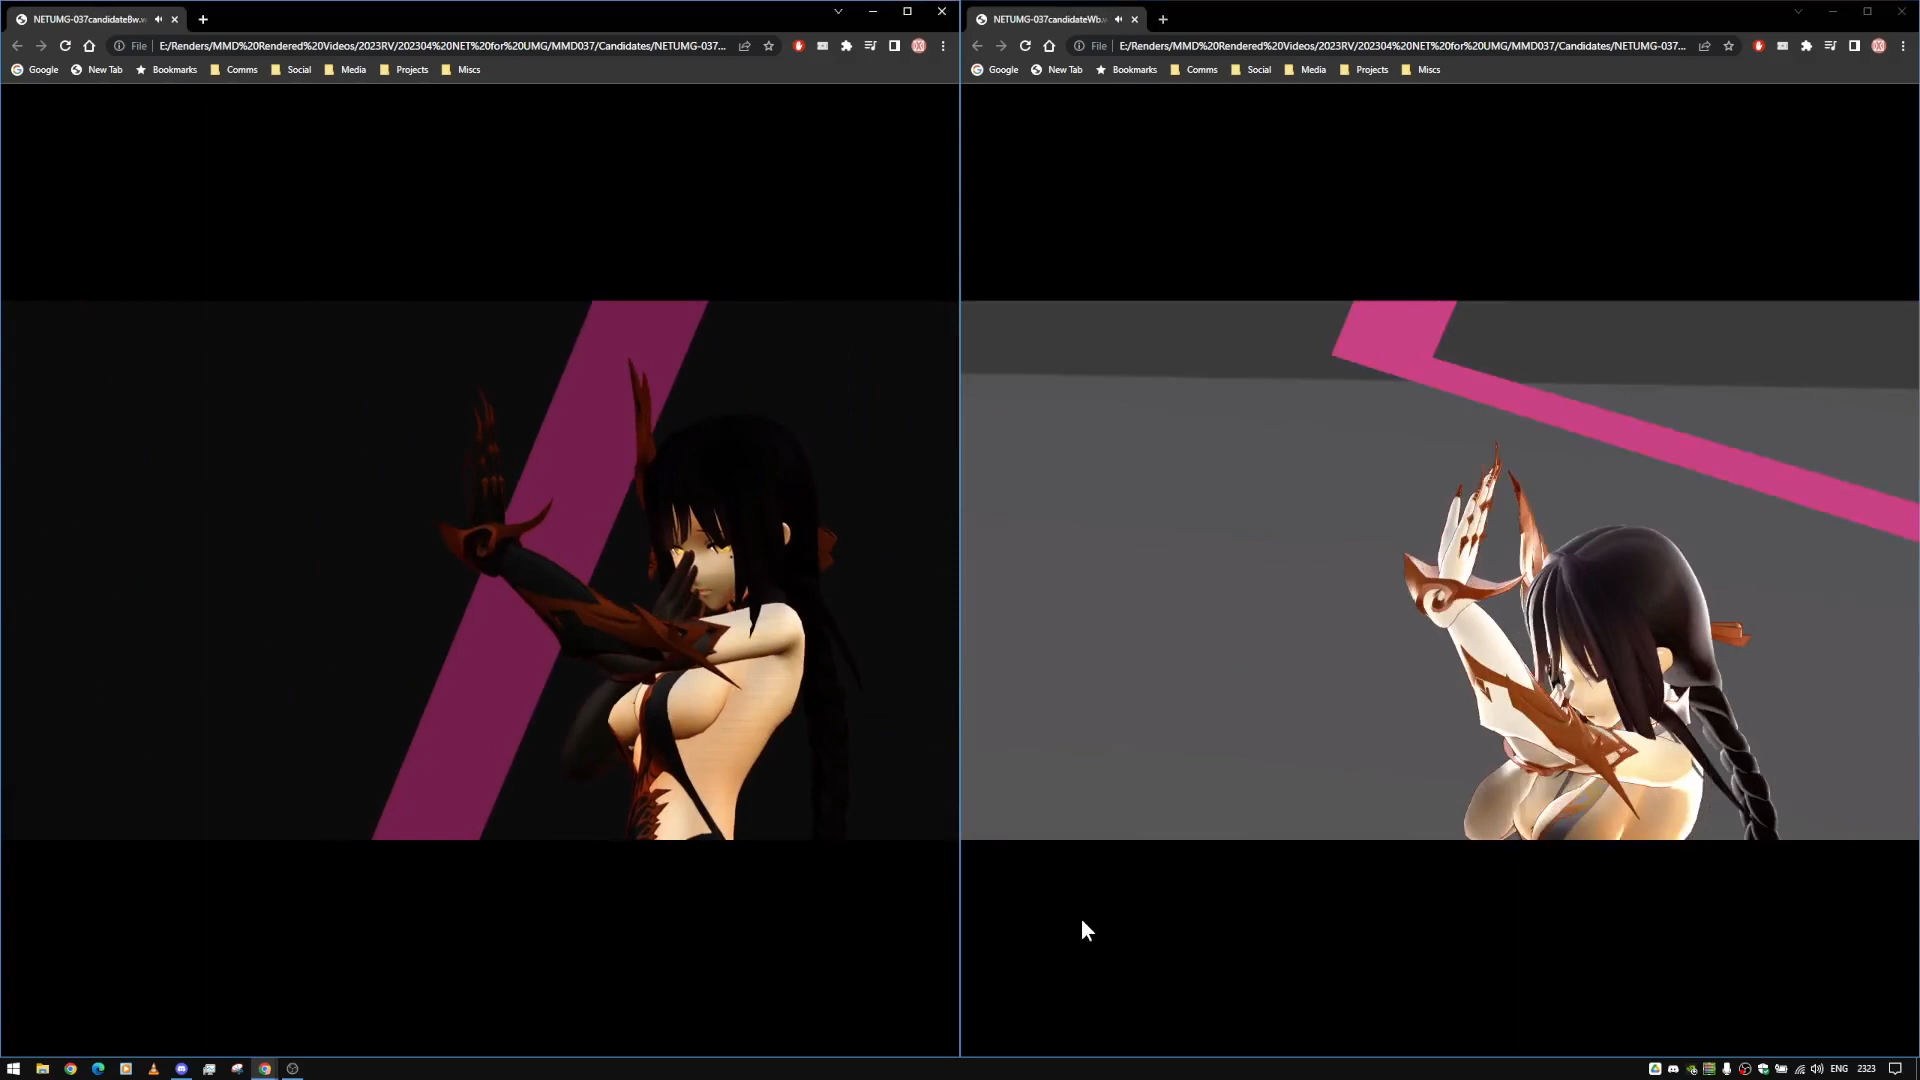 NETUMG-037candidateBw.w
NETUMG-037candidateWb.w
File
E:/Renders/MMD%20Rendered%20Videos/2023RV/202304%20NET%20for%20UMG/MMD037/Candidates/NETUMG-037...
File
E:/Renders/MMD%20Rendered%20Videos/2023RV/202304%20NET%20for%20UMG/MMD037/Candidates/NETUMG-037...
Google New Tab Bookmarks Comms Social Media Projects Miscs
Google New Tab Bookmarks Comms Social Media Projects Miscs
ENG 2323